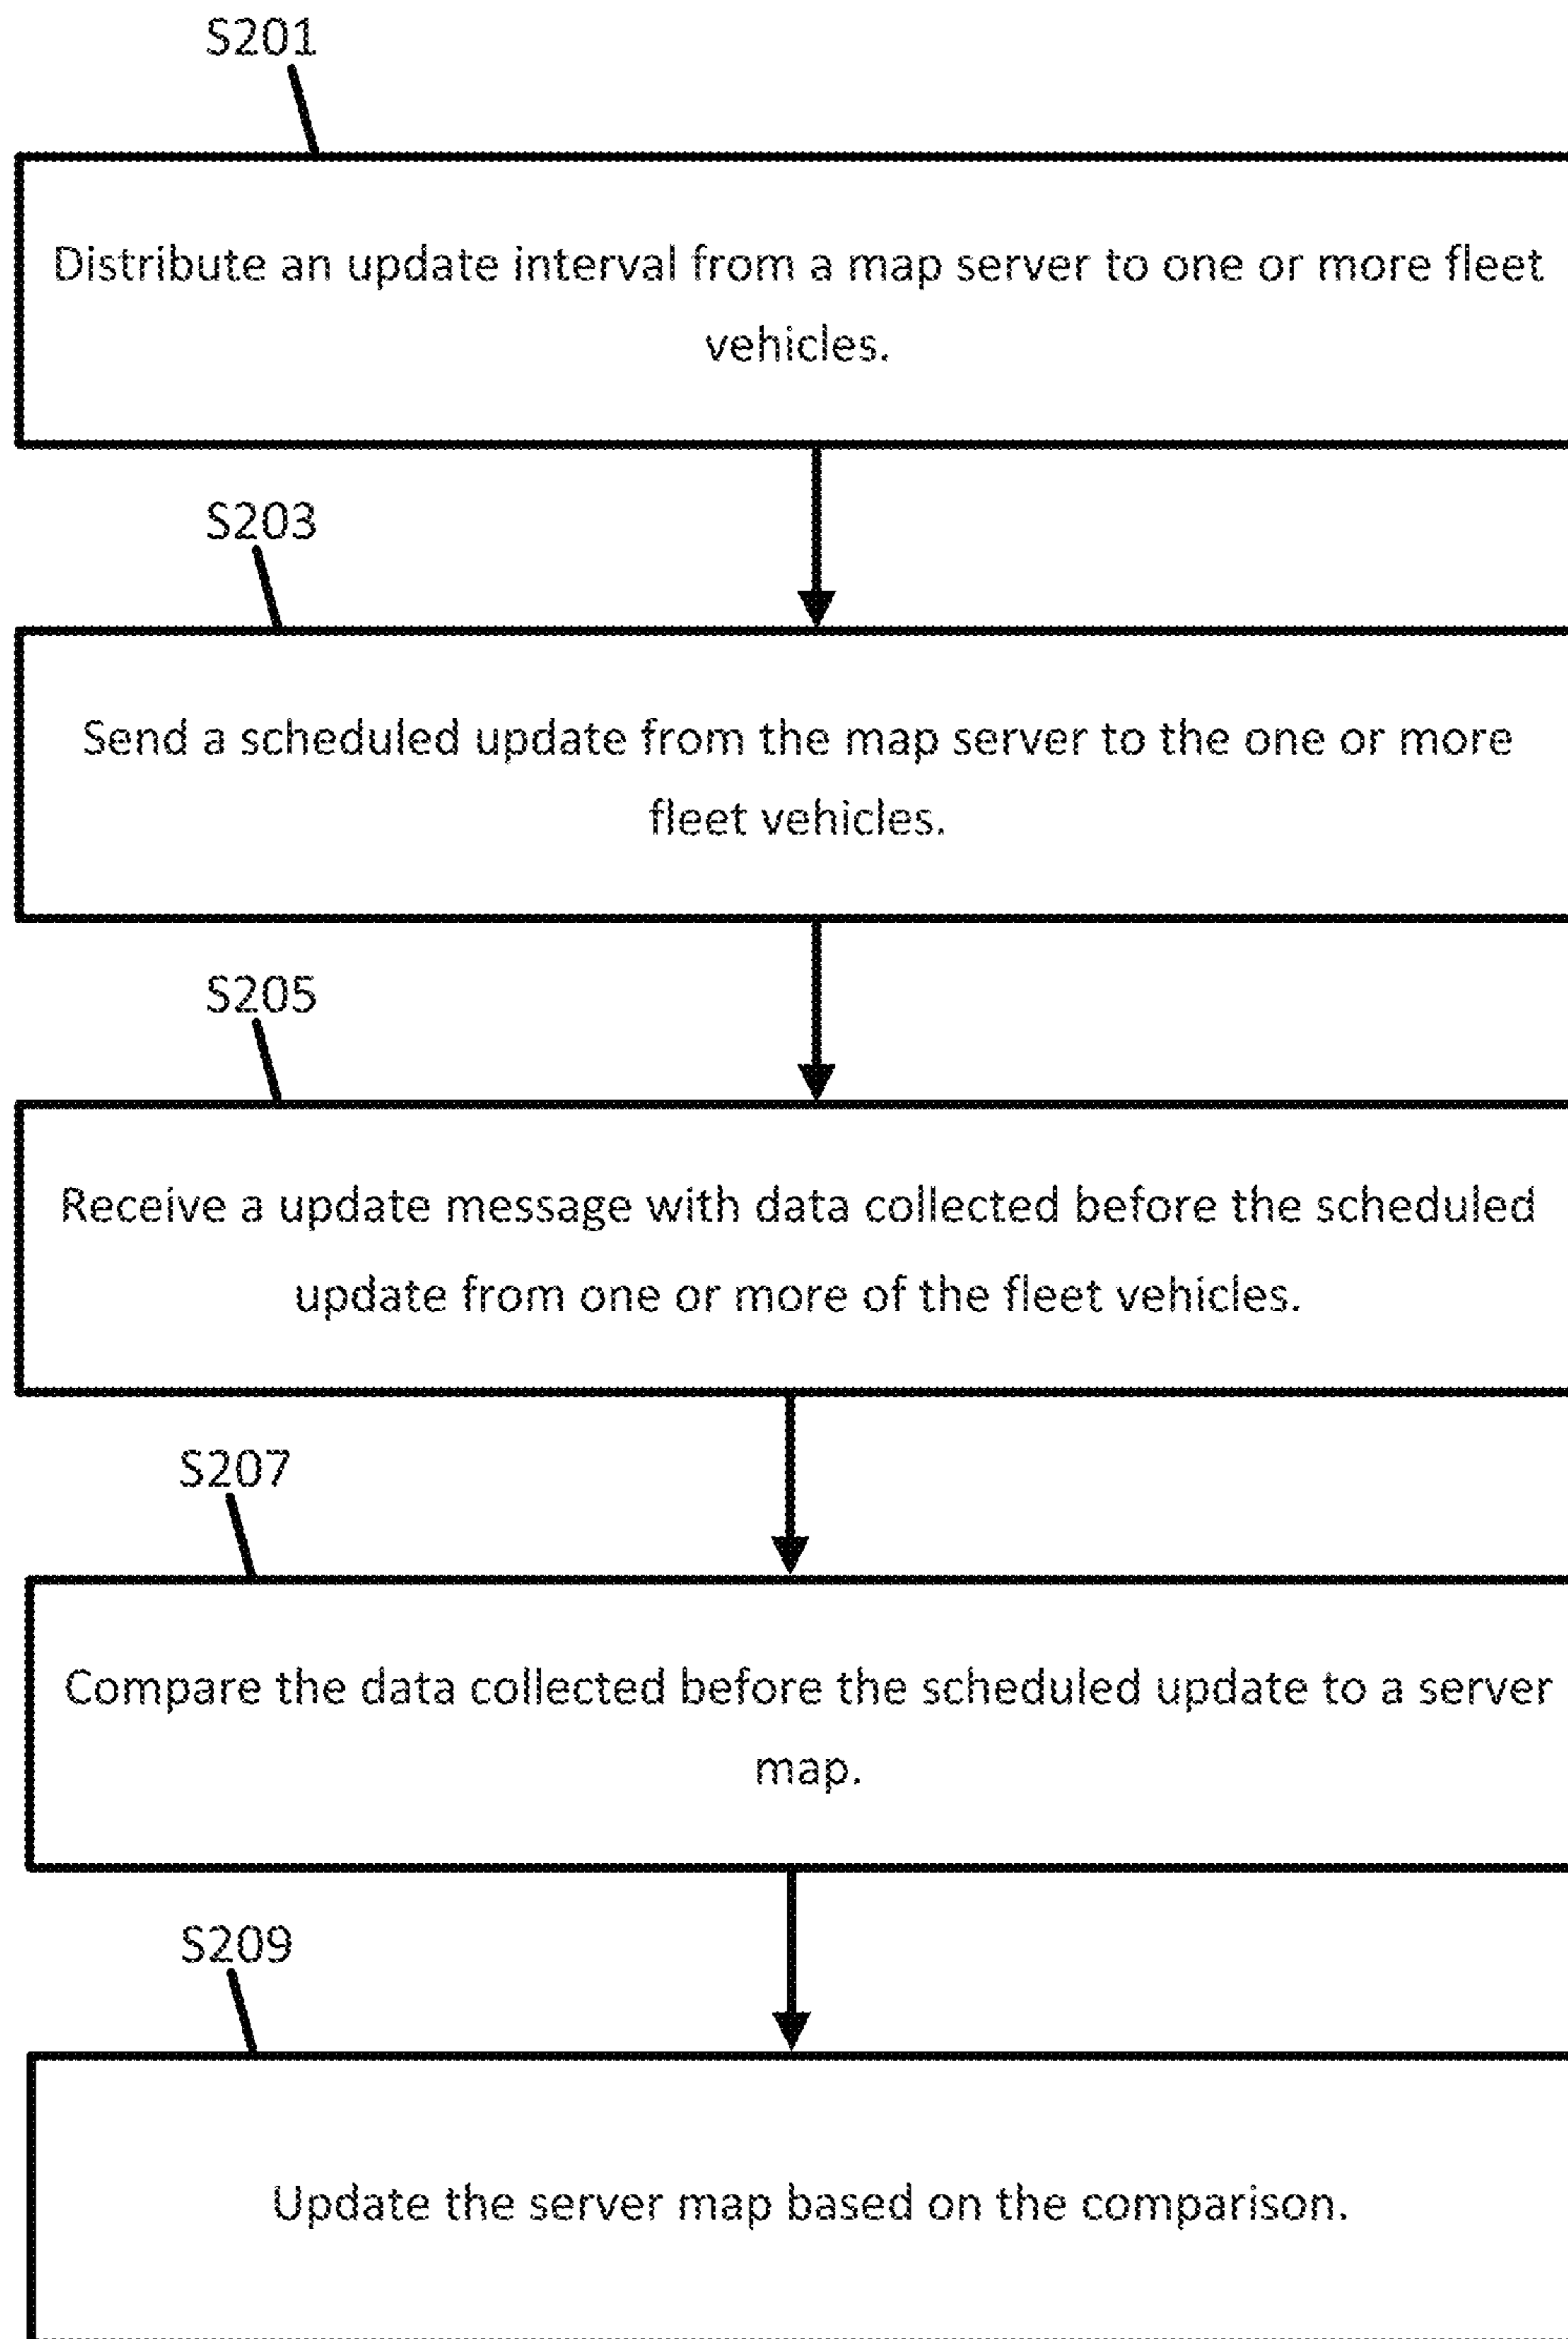 S201
Distribute an update interval from a map server to one or more fleet
vehicles.
S203
Send a scheduled update from the map server to the one or more
fleet vehicles.
S205
Receive a update message with data collected before the scheduled
update from one or more of the fleet vehicles.
S207
Compare the data collected before the scheduled update to a server
map.
S209
Update the server map based on the comparison.